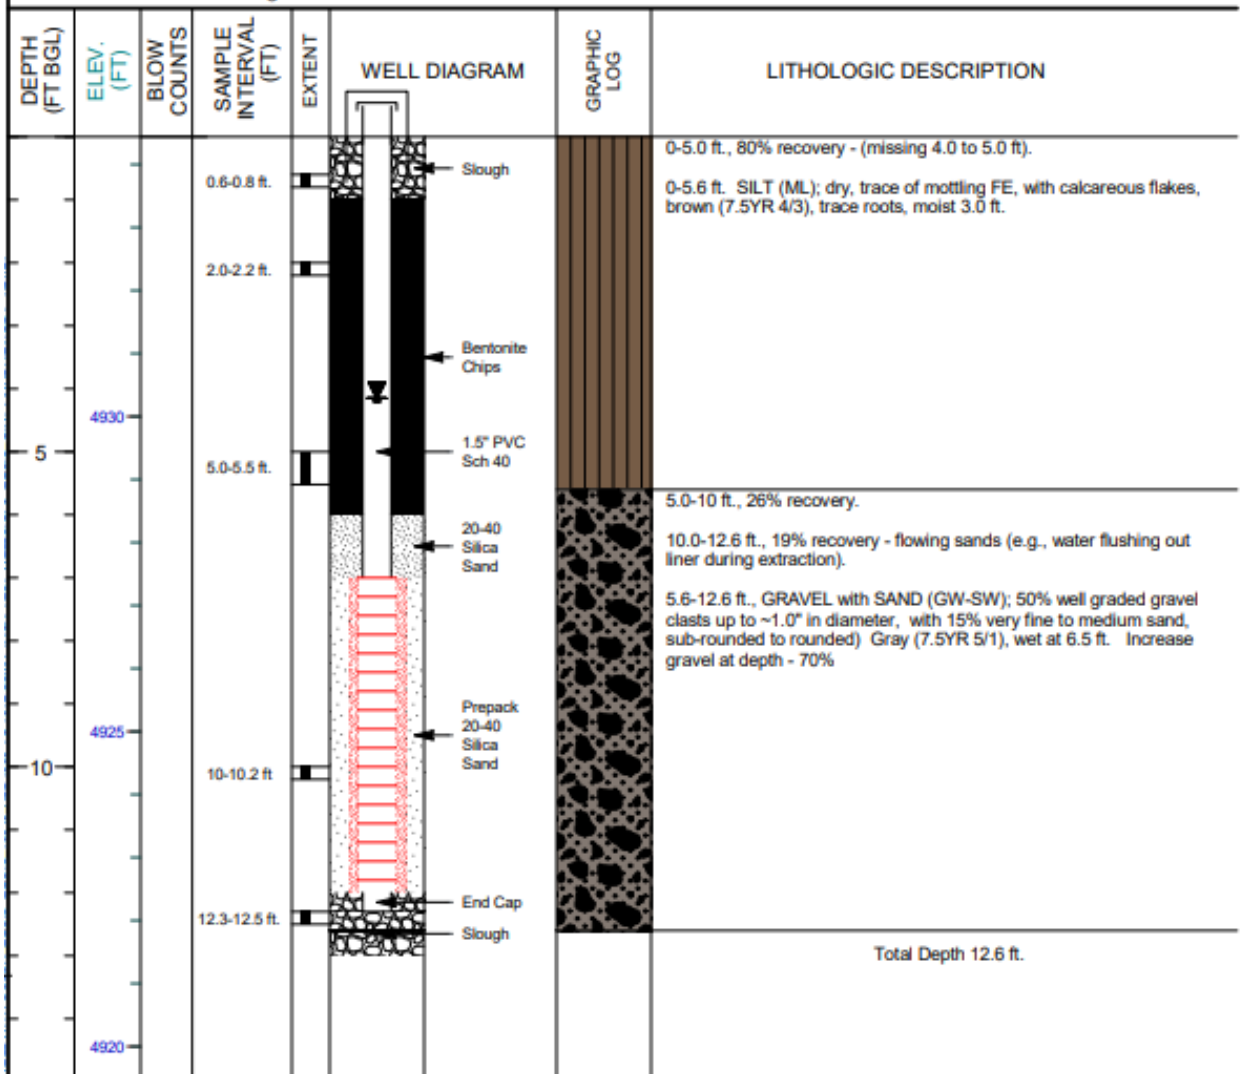 DEPTH
(FT BGL)
ELEV.
(FT)
BLOW
COUNTS
SAMPLE
INTERVAL
(FT)
EXTENT
WELL DIAGRAM
GRAPHIC
LOG
LITHOLOGIC DESCRIPTION
0-5.0 ft., 80% recovery - (missing 4.0 to 5.0 ft).
Slough
0.6-0.8 ft.
0-5.6 ft. SILT (ML); dry, trace of mottling FE, with calcareous flakes,
brown (7.5YR 4/3), trace roots, moist 3.0 ft.
2.0-2.2 ft.
Bentonite
Chips
4930
1.5" PVC
Sch 40
5
5.0-5.5 ft.
5.0-10 ft., 26% recovery.
20-40
Silica
Sand
10.0-12.6 ft., 19% recovery - flowing sands (e.g., water flushing out
liner during extraction).
5.6-12.6 ft., GRAVEL with SAND (GW-SW); 50% well graded gravel
clasts up to ~1.0" in diameter, with 15% very fine to medium sand,
sub-rounded to rounded) Gray (7.5YR 5/1), wet at 6.5 ft. Increase
gravel at depth - 70%
Prepack
20-40
Silica
Sand
4925
10
10-10.2 ft
End Cap
12.3-12.5 ft.
Slough
Total Depth 12.6 ft.
4920